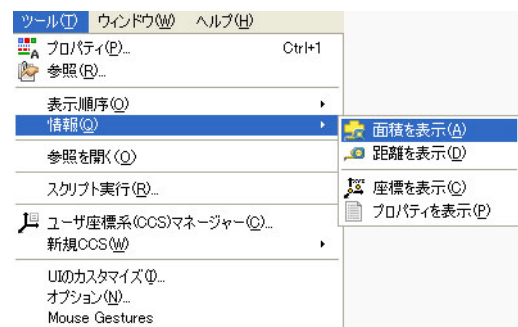 ツール(T) ウィンドウ(W) ヘルプ(H)
プロパティ(P)... Ctrl+1
参照(R)...
表示順序(O)
情報(Q)
面積を表示(A)
距離を表示(D)
座標を表示(C)
プロパティを表示(P)
参照を開く(O)
スクリプト実行(R)...
ユーザ座標系(CCS)マネージャー(C)...
新規CCS(W)
UIのカスタマイズ(I)...
オプション(N)...
Mouse Gestures